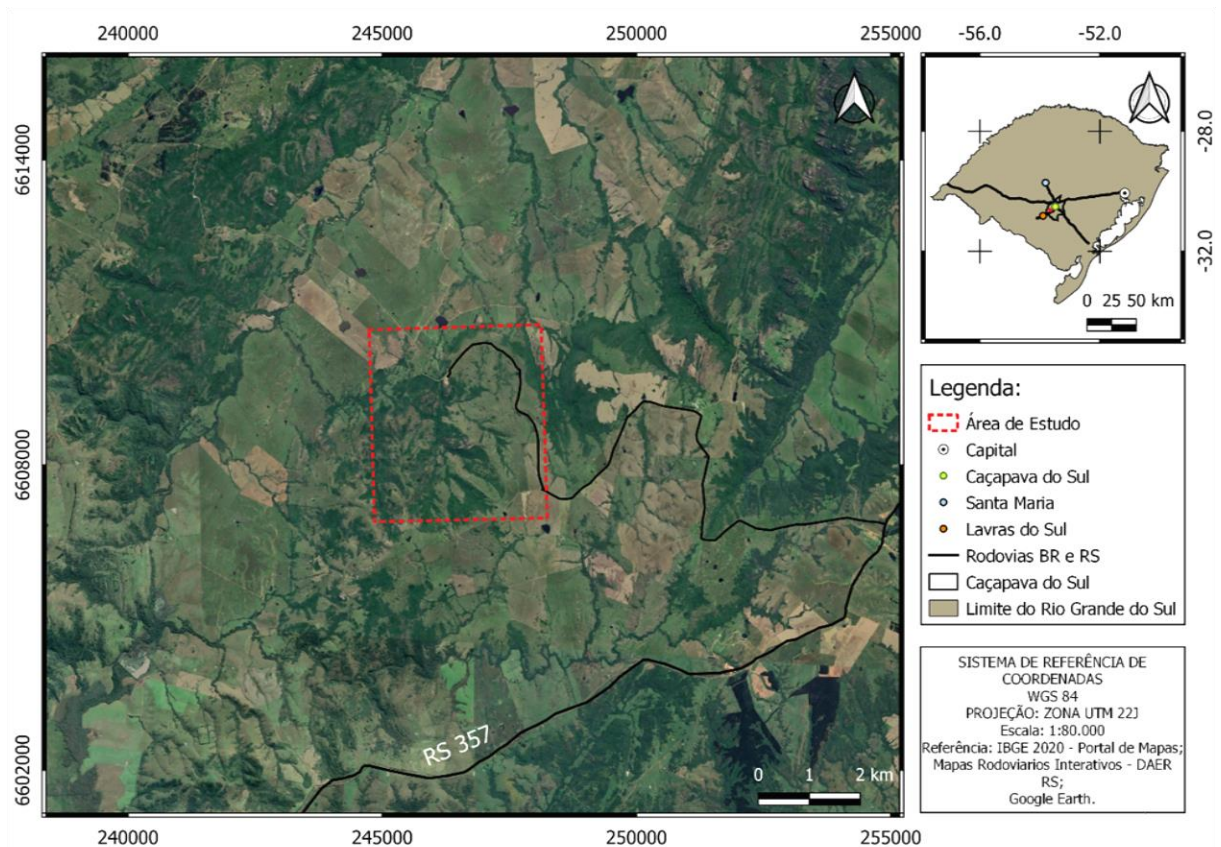 240000 245000 250000 255000
-56.0 -52.0
6614000
6608000
6602000
-28.0
-32.0
0 25 50 km
RS 357
0 1 2 km
240000 245000 250000 255000
Legenda:
Área de Estudo
Capital
Caçapava do Sul
Santa Maria
Lavras do Sul
Rodovias BR e RS
Caçapava do Sul
Limite do Rio Grande do Sul
SISTEMA DE REFERÊNCIA DE
COORDENADAS
WGS 84
PROJEÇÃO: ZONA UTM 22J
Escala: 1:80.000
Referência: IBGE 2020 - Portal de Mapas;
Mapas Rodoviarios Interativos - DAER
RS;
Google Earth.